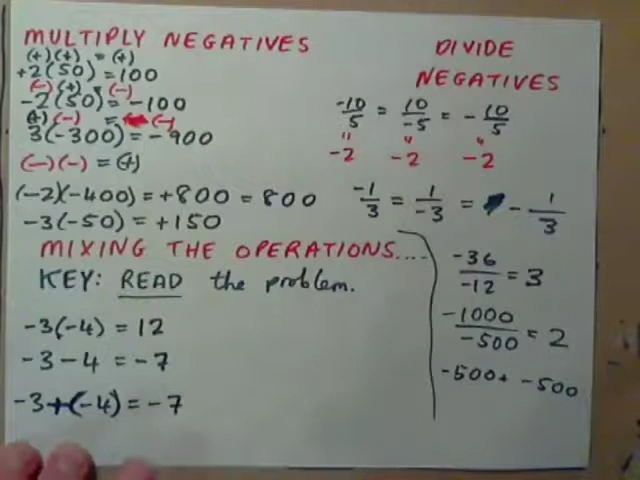 MULTIPLY NEGATIVES
(+)(+) = (+)
+2(50) = 100
(-)(+) = (-)
-2(50) = -100
(+)(-) = (-)
3(-300) = -900
(-)(-) = (+)
(-2)(-400) = +800 = 800
-3(-50) = +150
DIVIDE
NEGATIVES
-10/5 = 10/-5 = -10/5
" " "
-2 -2 -2
-1/3 = 1/-3 = -1/3
MIXING THE OPERATIONS....
KEY: READ the problem.
-3(-4) = 12
-3-4 = -7
-3+(-4) = -7
-36/-12 = 3
-1000/-500 = 2
-500+ -500